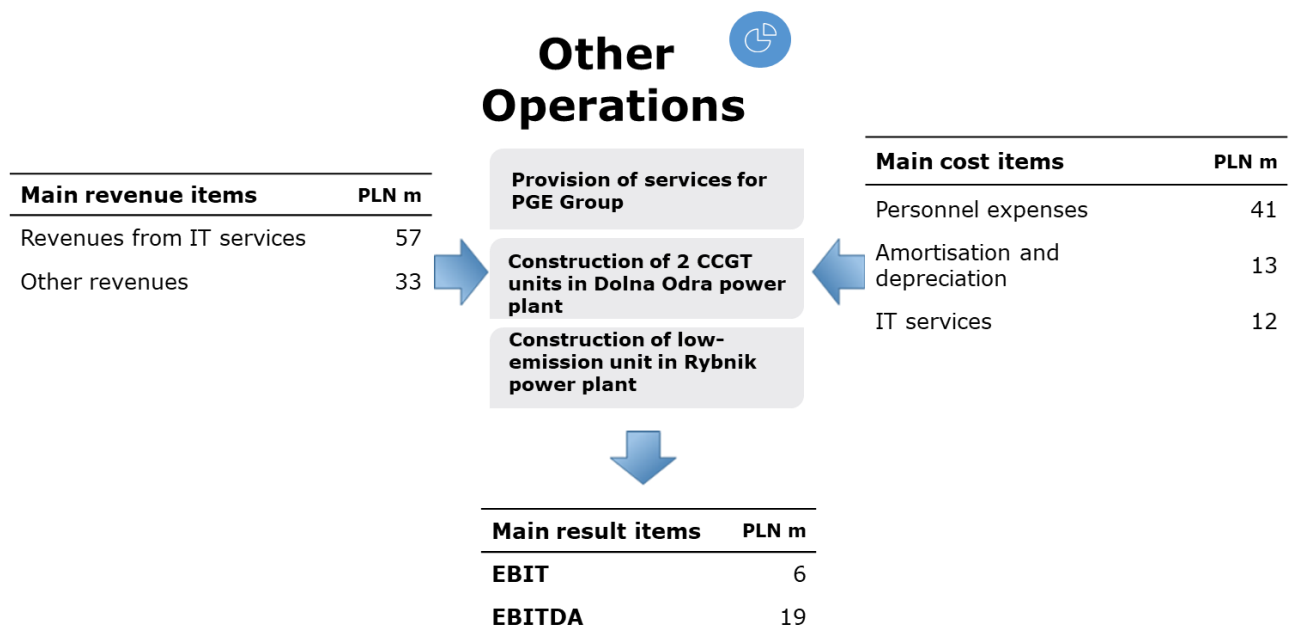 Other
Operations
Main revenue items PLN m
Revenues from IT services 57
Other revenues 33
Provision of services for
PGE Group
Construction of 2 CCGT
units in Dolna Odra power
plant
Construction of low-
emission unit in Rybnik
power plant
Main cost items PLN m
Personnel expenses 41
Amortisation and
depreciation 13
IT services 12
Main result items PLN m
EBIT 6
EBITDA 19